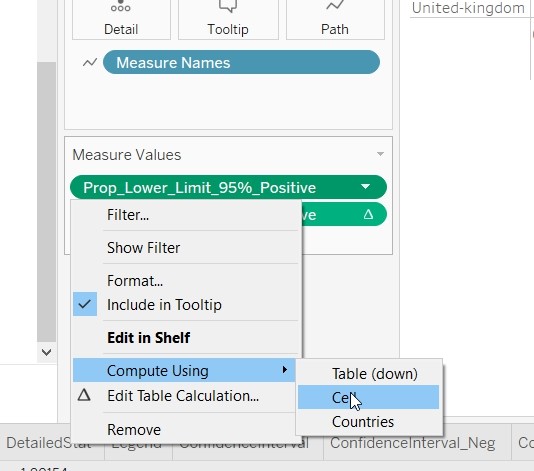 Detail
Tooltip
Path
United-kingdom
Measure Names
Measure Values
Prop_Lower_Limit_95%_Positive
ve
Filter...
Show Filter
Format...
Include in Tooltip
Edit in Shelf
Compute Using
Table (down)
Edit Table Calculation...
Cell
Countries
Remove
DetailedStat
Legend
ConfidenceInterval
ConfidenceInterval_Neg
Co